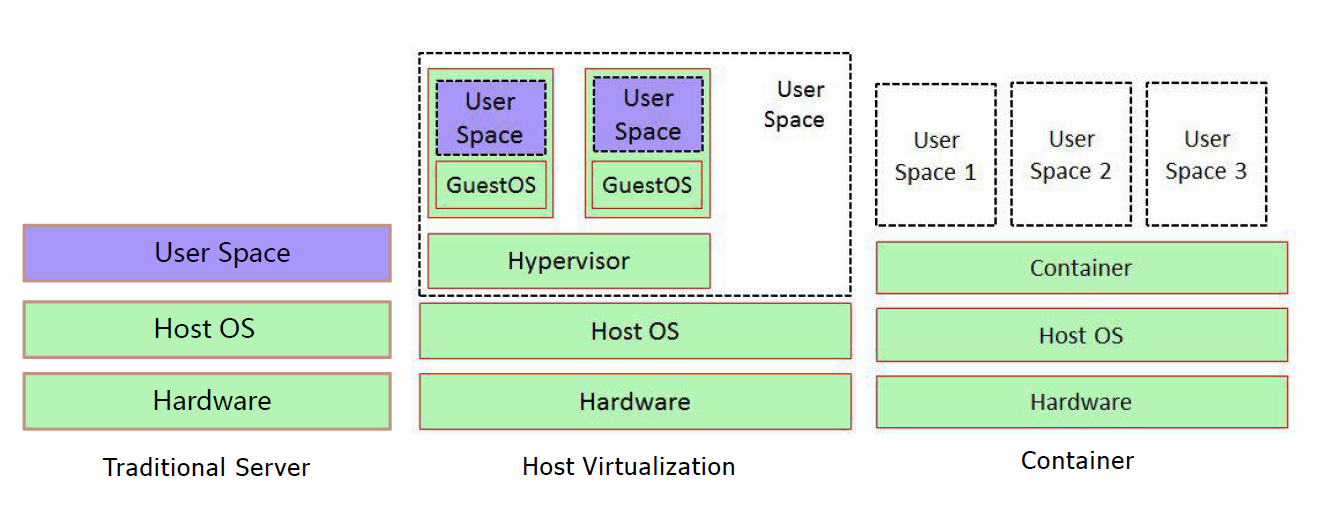 User Space
Host OS
Hardware
Traditional Server
User
Space
GuestOS
User
Space
GuestOS
User
Space
Hypervisor
Host OS
Hardware
Host Virtualization
User
Space 1
User
Space 2
User
Space 3
Container
Host OS
Hardware
Container